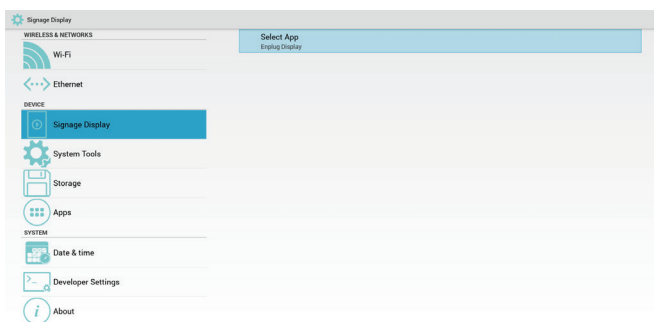 Signage Display
WIRELESS & NETWORKS
Wi-Fi
Ethernet
DEVICE
Signage Display
System Tools
Storage
Apps
SYSTEM
Date & time
Developer Settings
About
Select App
Enplug Display